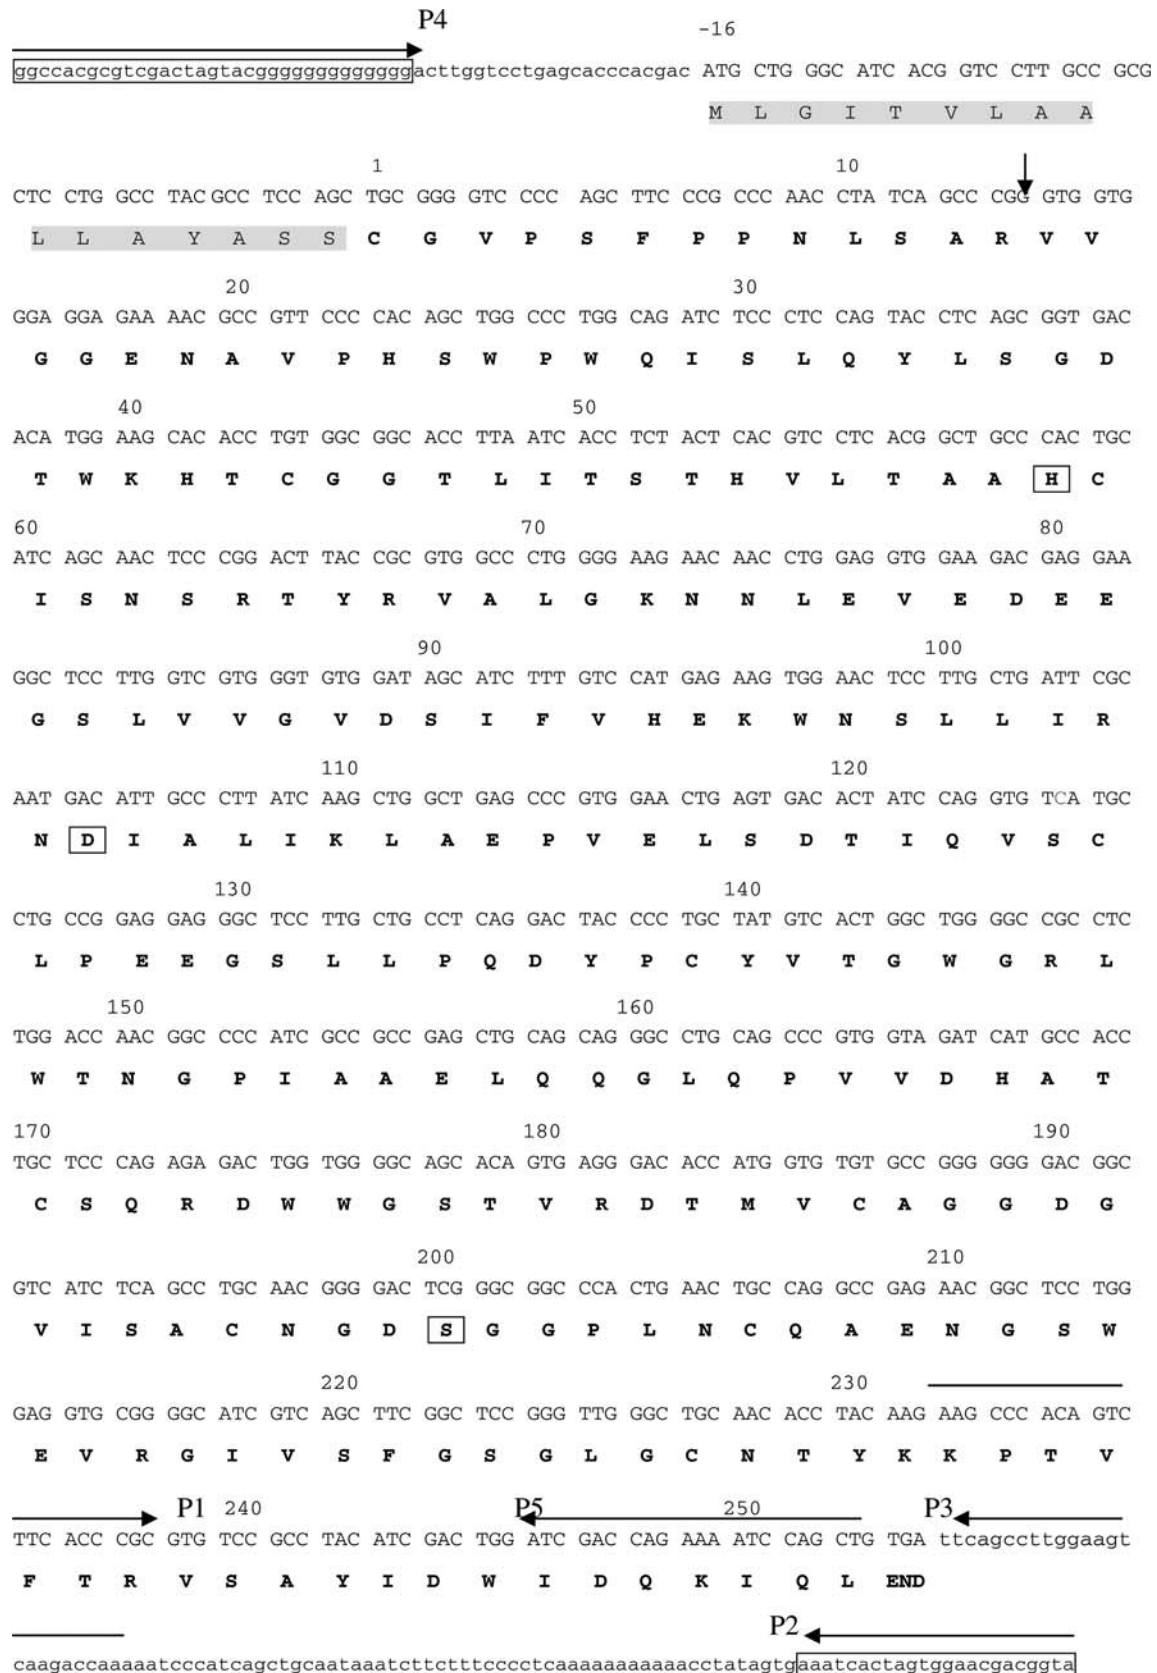 P4
-16
ggccacgcgtcgactagtacggggggggggggggacttggtcctgagcacccacgac ATG CTG GGC ATC ACG GTC CTT GCC GCG
M L G I T V L A A
1 10
CTC CTG GCC TACGCC TCC AGC TGC GGG GTC CCC AGC TTC CCG CCC AAC CTA TCA GCC CGG GTG GTG
L L A Y A S S C G V P S F P P N L S A R V V
20 30
GGA GGA GAA AAC GCC GTT CCC CAC AGC TGG CCC TGG CAG ATC TCC CTC CAG TAC CTC AGC GGT GAC
G G E N A V P H S W P W Q I S L Q Y L S G D
40 50
ACA TGG AAG CAC ACC TGT GGC GGC ACC TTA ATC ACC TCT ACT CAC GTC CTC ACG GCT GCC CAC TGC
T W K H T C G G T L I T S T H V L T A A H C
60 70 80
ATC AGC AAC TCC CGG ACT TAC CGC GTG GCC CTG GGG AAG AAC AAC CTG GAG GTG GAA GAC GAG GAA
I S N S R T Y R V A L G K N N L E V E D E E
90 100
GGC TCC TTG GTC GTG GGT GTG GAT AGC ATC TTT GTC CAT GAG AAG TGG AAC TCC TTG CTG ATT CGC
G S L V V G V D S I F V H E K W N S L L I R
110 120
AAT GAC ATT GCC CTT ATC AAG CTG GCT GAG CCC GTG GAA CTG AGT GAC ACT ATC CAG GTG TCA TGC
N D I A L I K L A E P V E L S D T I Q V S C
130 140
CTG CCG GAG GAG GGC TCC TTG CTG CCT CAG GAC TAC CCC TGC TAT GTC ACT GGC TGG GGC CGC CTC
L P E E G S L L P Q D Y P C Y V T G W G R L
150 160
TGG ACC AAC GGC CCC ATC GCC GCC GAG CTG CAG CAG GGC CTG CAG CCC GTG GTA GAT CAT GCC ACC
W T N G P I A A E L Q Q G L Q P V V D H A T
170 180 190
TGC TCC CAG AGA GAC TGG TGG GGC AGC ACA GTG AGG GAC ACC ATG GTG TGT GCC GGG GGG GAC GGC
C S Q R D W W G S T V R D T M V C A G G D G
200 210
GTC ATC TCA GCC TGC AAC GGG GAC TCG GGC GGC CCA CTG AAC TGC CAG GCC GAG AAC GGC TCC TGG
V I S A C N G D S G G P L N C Q A E N G S W
220 230
GAG GTG CGG GGC ATC GTC AGC TTC GGC TCC GGG TTG GGC TGC AAC ACC TAC AAG AAG CCC ACA GTC
E V R G I V S F G S G L G C N T Y K K P T V
P1 240 P5 250 P3
TTC ACC CGC GTG TCC GCC TAC ATC GAC TGG ATC GAC CAG AAA ATC CAG CTG TGA ttcagccttggaagt
F T R V S A Y I D W I D Q K I Q L END
P2
caagaccaaaaatcccatcagctgcaataaatcttctttcccctcaaaaaaaaaaacctatagtgaaatcactagtggaacgacggta